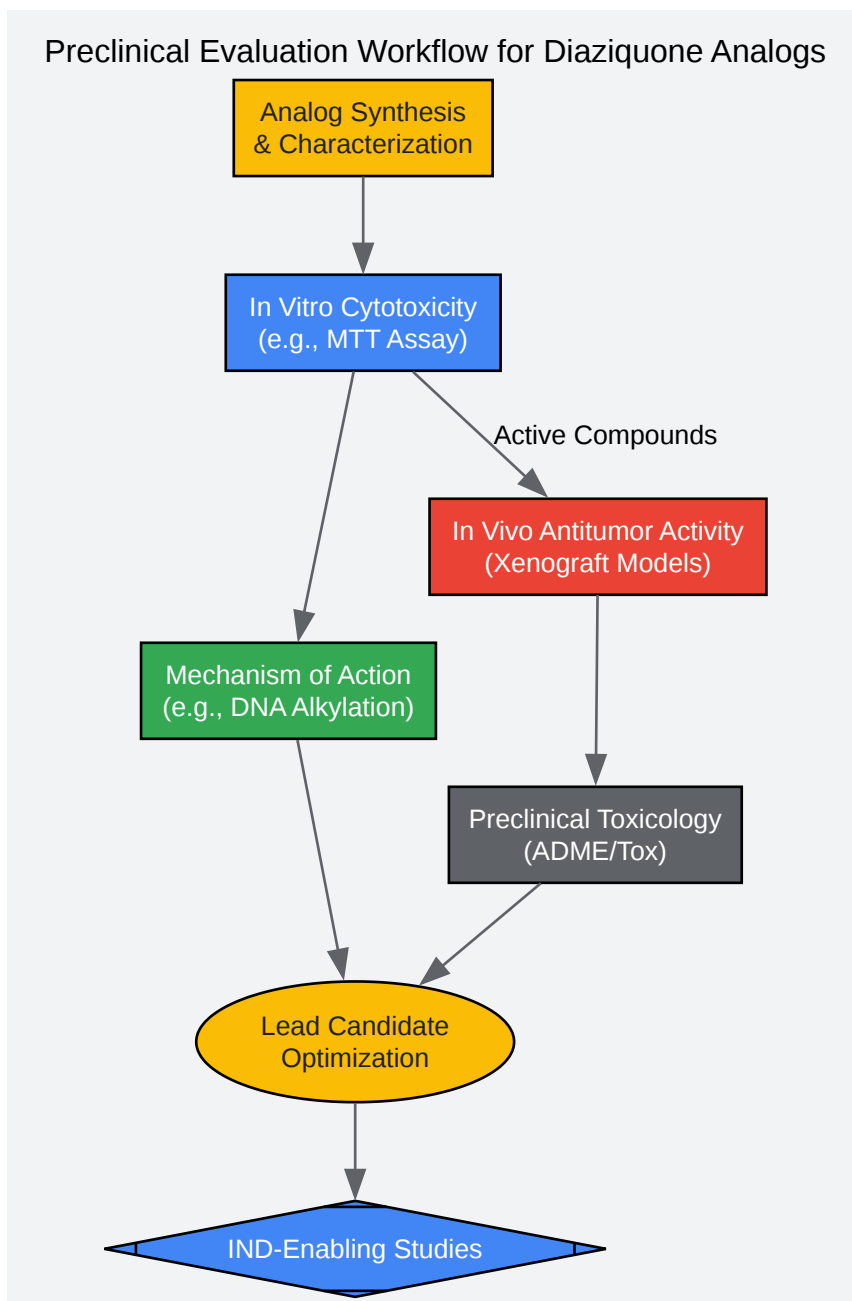 Preclinical Evaluation Workflow for Diaziquone Analogs
Analog Synthesis
& Characterization
In Vitro Cytotoxicity
(e.g., MTT Assay)
Active Compounds
In Vivo Antitumor Activity
(Xenograft Models)
Mechanism of Action
(e.g., DNA Alkylation)
Preclinical Toxicology
(ADME/Tox)
Lead Candidate
Optimization
IND-Enabling Studies